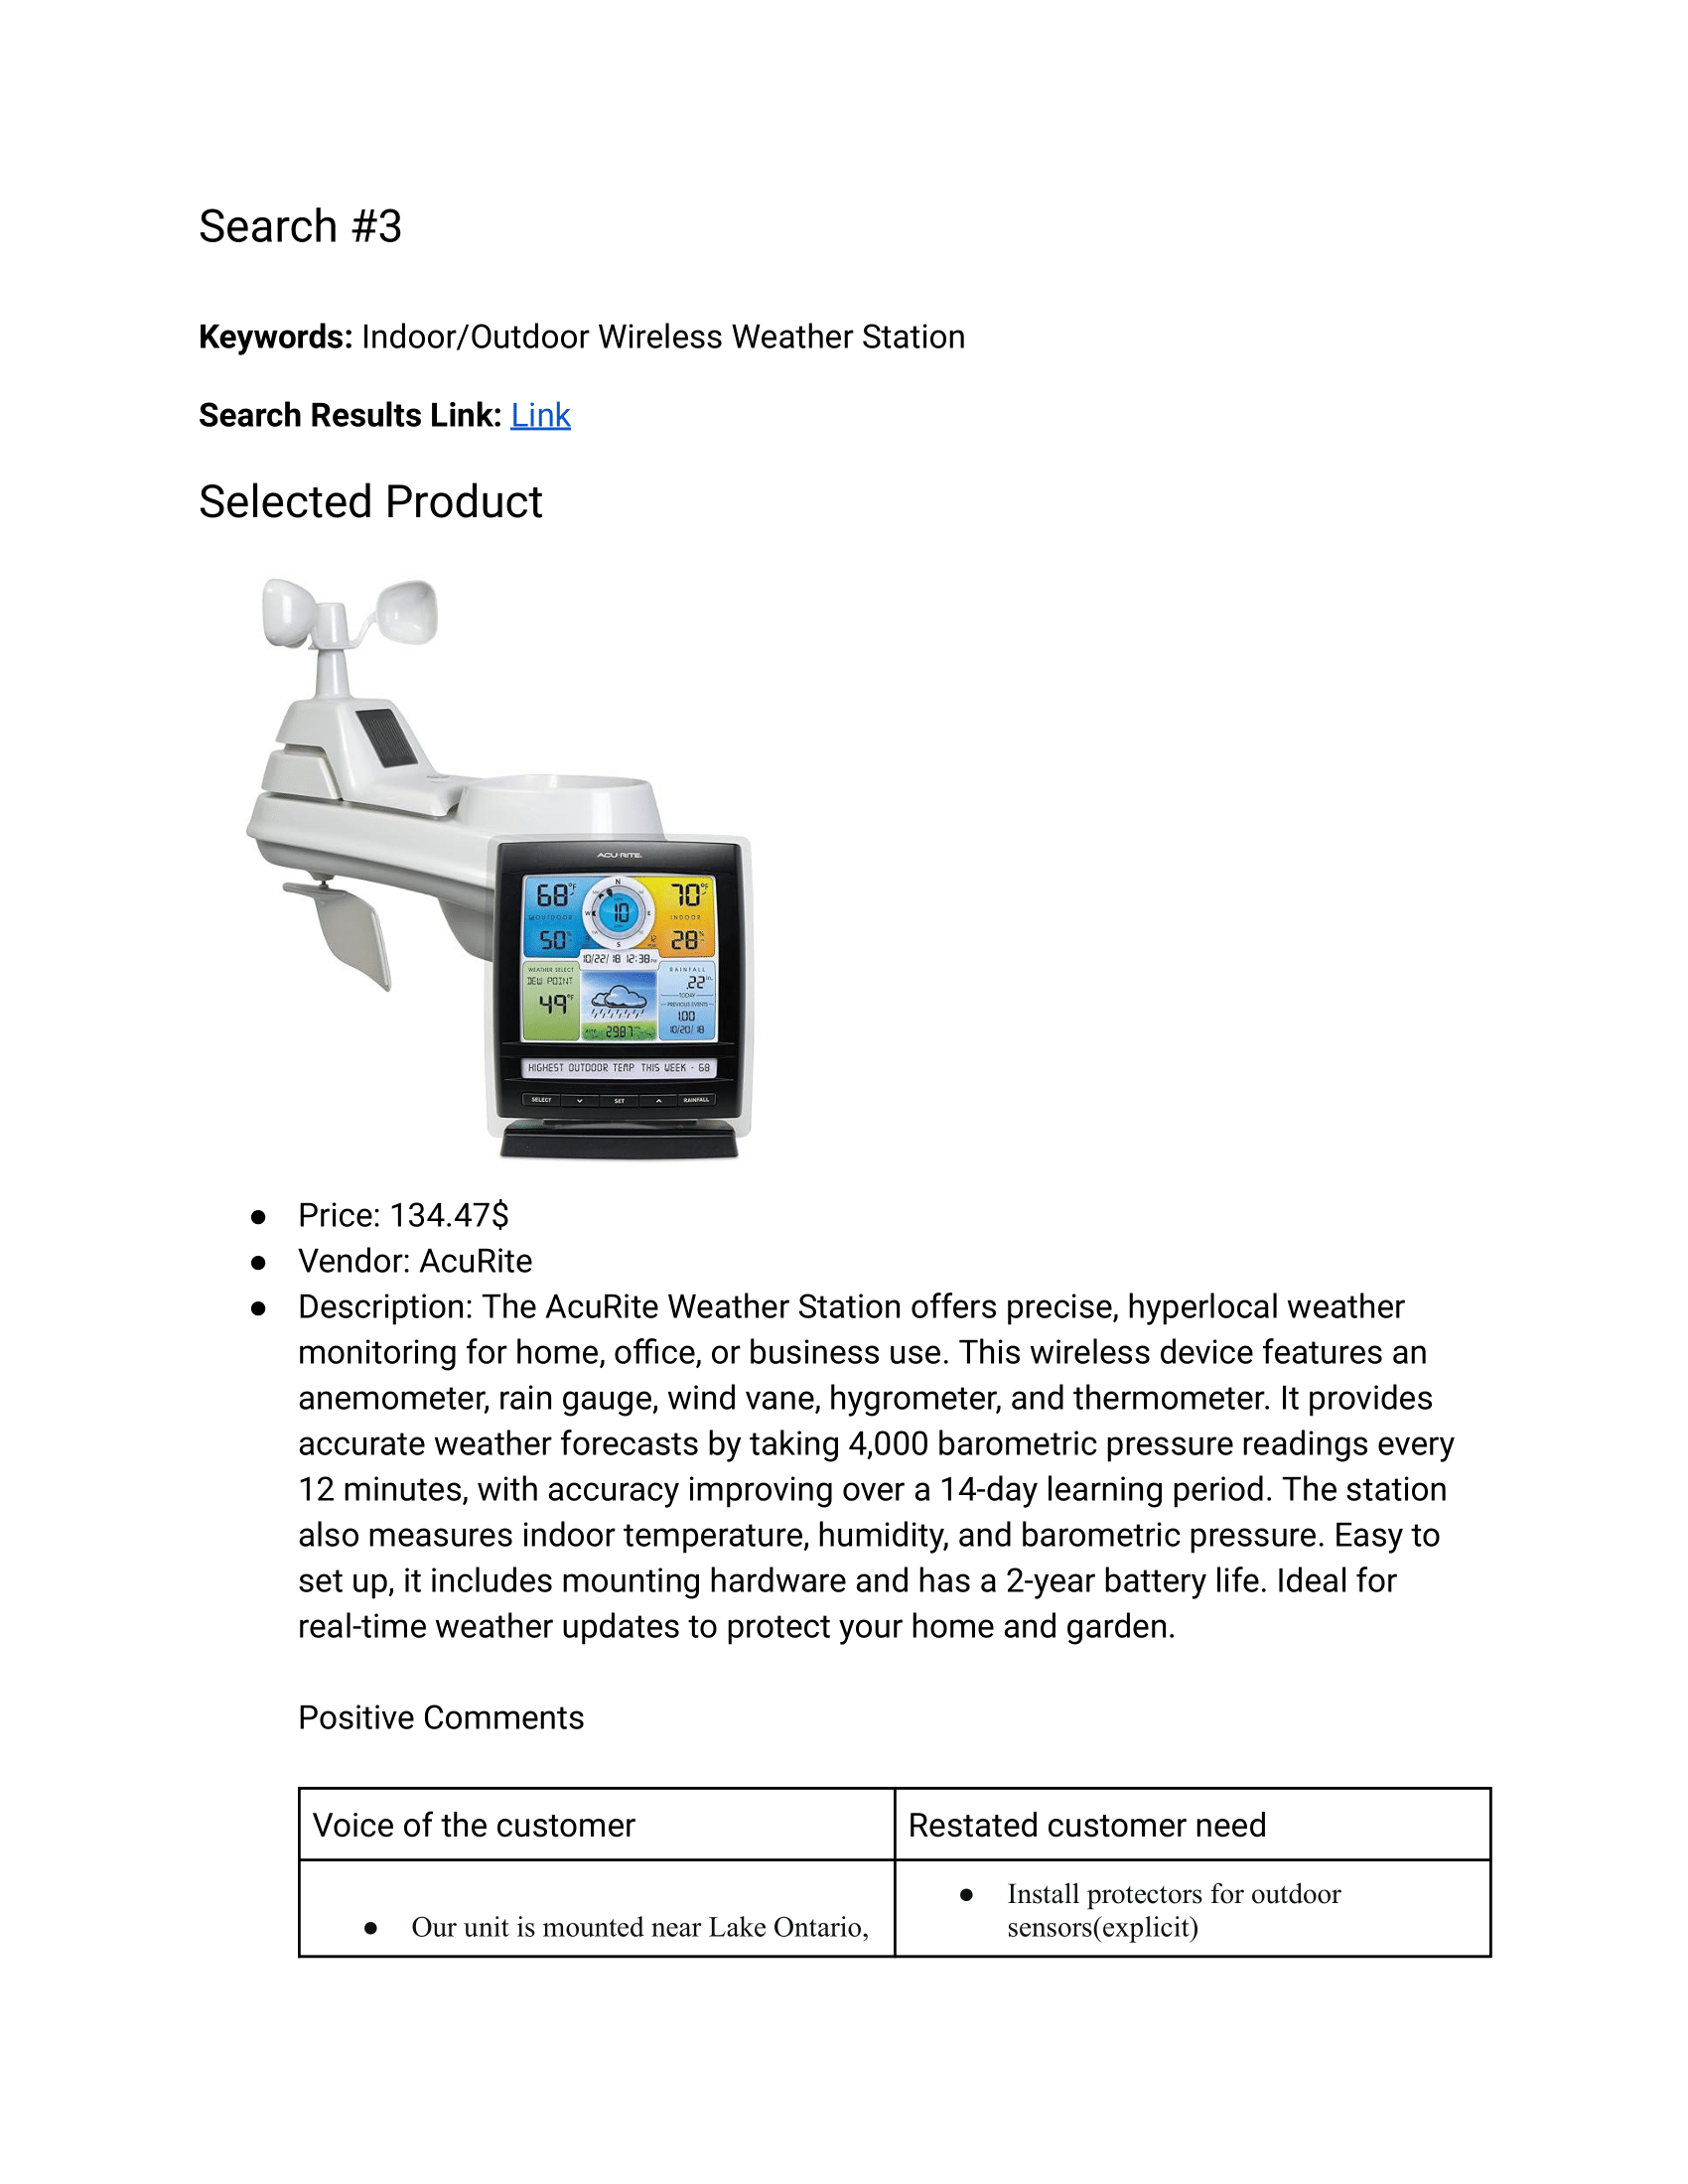 Search #3
Keywords: Indoor/Outdoor Wireless Weather Station
Search Results Link: Link
Selected Product
ACU·RITE
68°F
OUTDOOR
50%
N
W
E
S
10
70°F
INDOOR
28%
10/22/18 12:38PM
WEATHER SELECT
DEW POINT
49°F
29.87
RAINFALL
.22in
TODAY
PREVIOUS EVENTS
1.00
10/20/18
HIGHEST OUTDOOR TEMP THIS WEEK - 68
SELECT
SET
RAINFALL
● Price: 134.47$
● Vendor: AcuRite
● Description: The AcuRite Weather Station offers precise, hyperlocal weather
monitoring for home, office, or business use. This wireless device features an
anemometer, rain gauge, wind vane, hygrometer, and thermometer. It provides
accurate weather forecasts by taking 4,000 barometric pressure readings every
12 minutes, with accuracy improving over a 14-day learning period. The station
also measures indoor temperature, humidity, and barometric pressure. Easy to
set up, it includes mounting hardware and has a 2-year battery life. Ideal for
real-time weather updates to protect your home and garden.
Positive Comments
Voice of the customer
Restated customer need
● Our unit is mounted near Lake Ontario,
● Install protectors for outdoor
sensors(explicit)